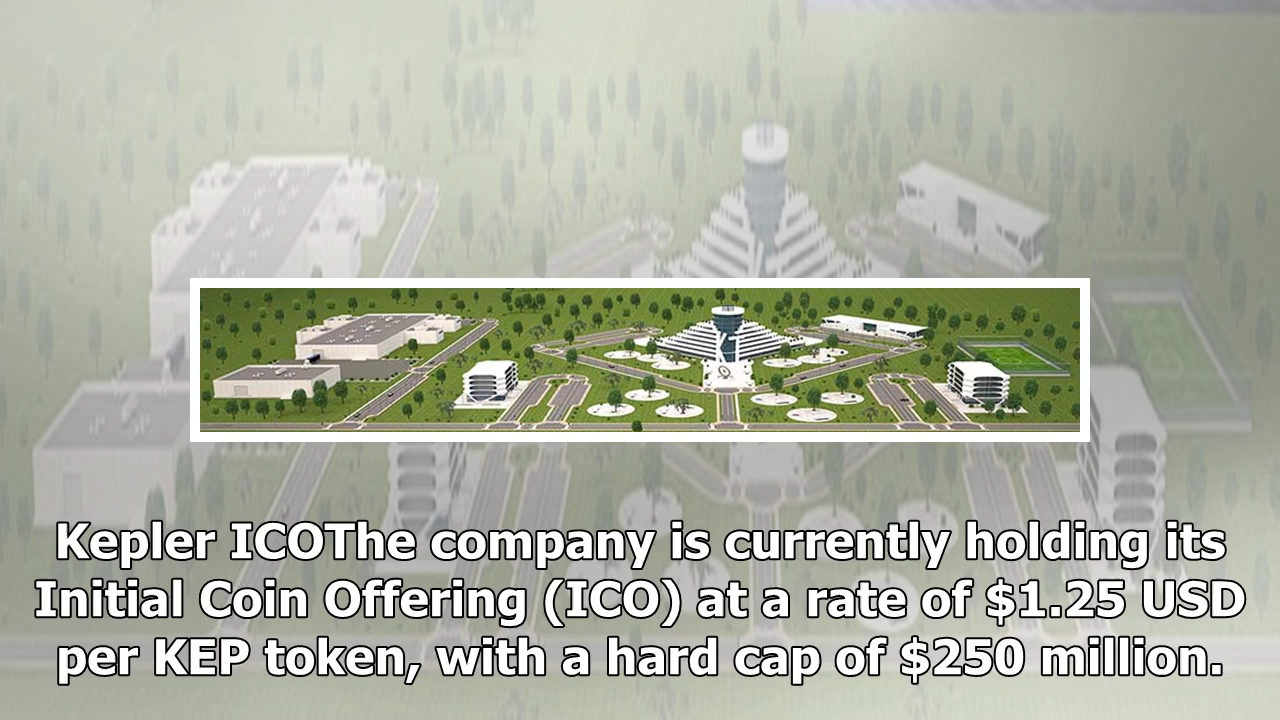 Kepler ICOThe company is currently holding its
Initial Coin Offering (ICO) at a rate of $1.25 USD
per KEP token, with a hard cap of $250 million.